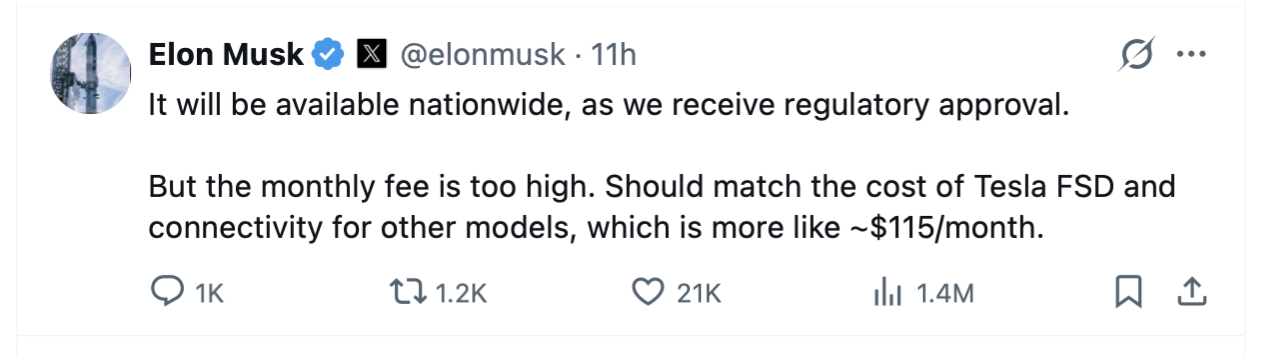 Elon Musk @elonmusk · 11h
It will be available nationwide, as we receive regulatory approval.
But the monthly fee is too high. Should match the cost of Tesla FSD and
connectivity for other models, which is more like ~$115/month.
1K 1.2K 21K 1.4M